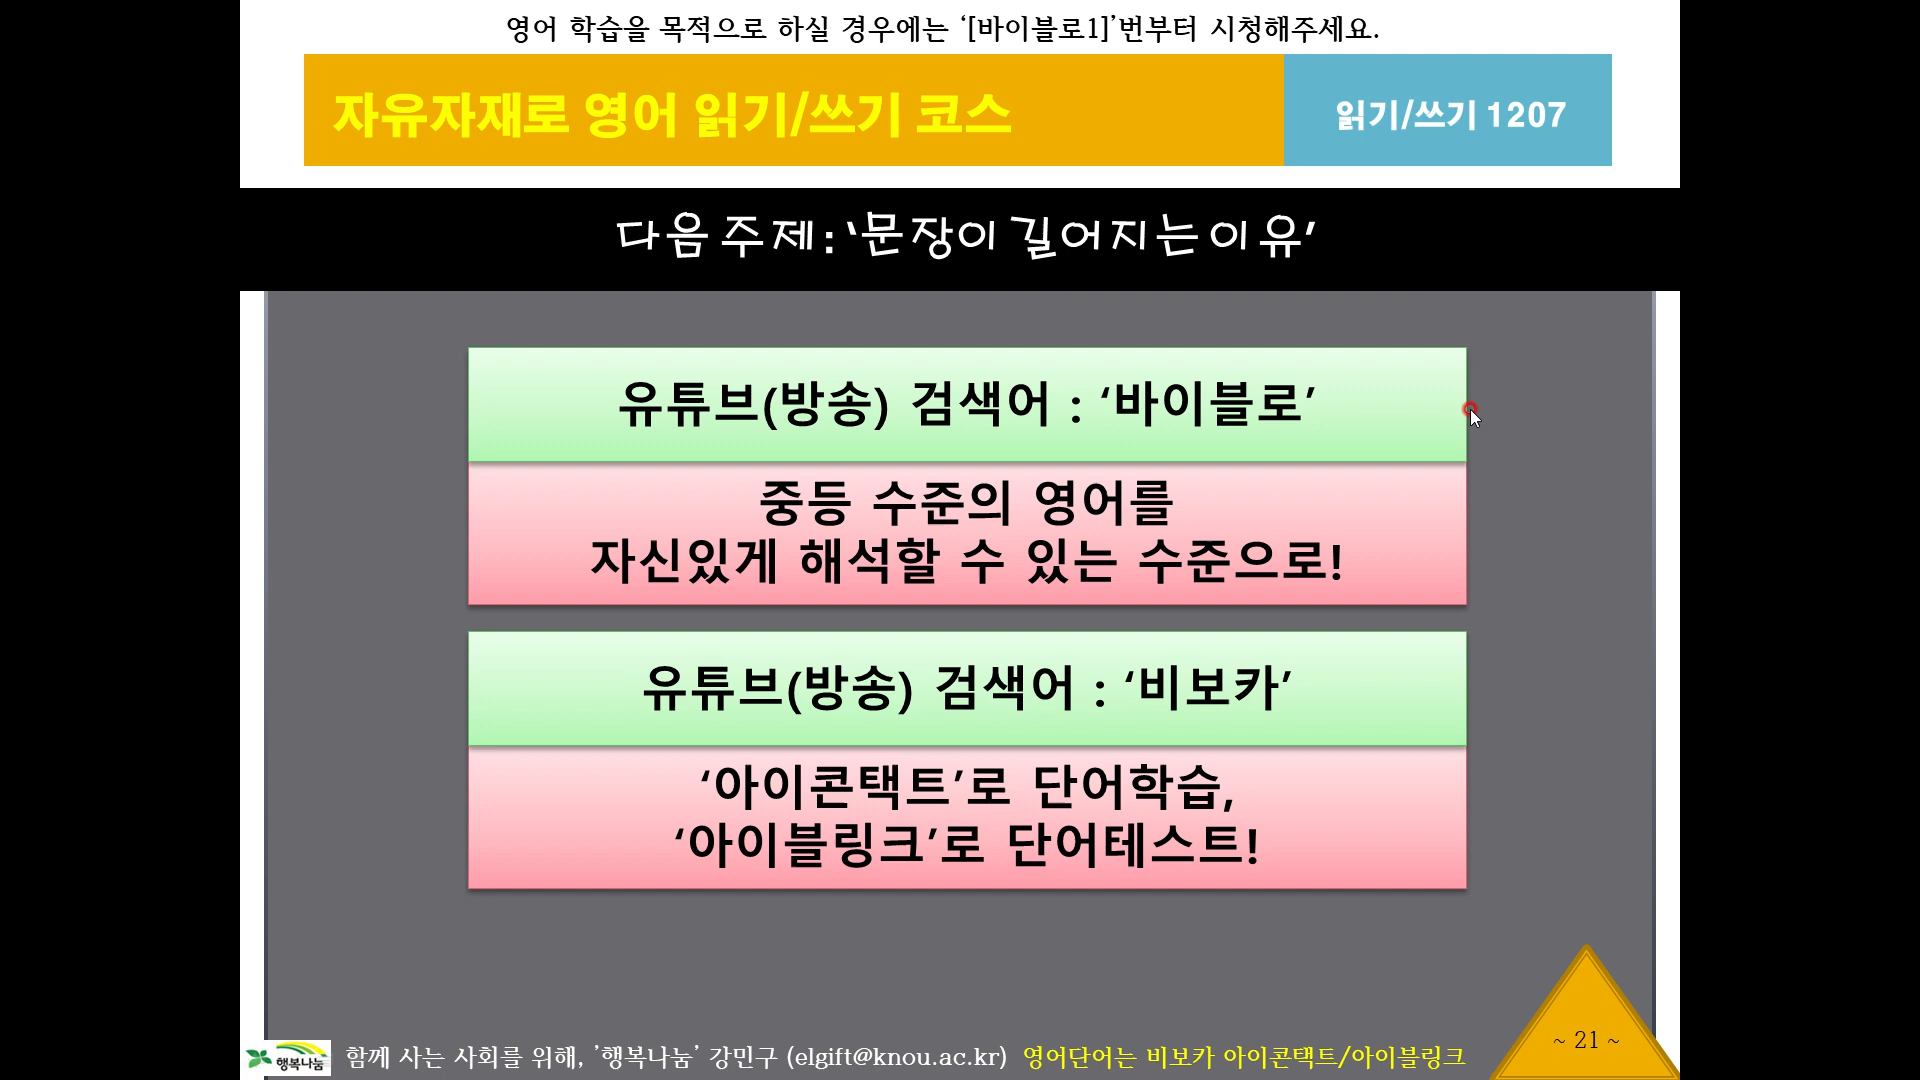 영어 학습을 목적으로 하실 경우에는 ‘[바이블로1]’번부터 시청해주세요.
자유자재로 영어 읽기/쓰기 코스
읽기/쓰기 1207
다음 주제 : ‘문장이 길어지는 이유’
유튜브(방송) 검색어 : ‘바이블로’
중등 수준의 영어를
자신있게 해석할 수 있는 수준으로!
유튜브(방송) 검색어 : ‘비보카’
‘아이콘택트’로 단어학습,
‘아이블링크’로 단어테스트!
~ 21 ~
행복나눔
함께 사는 사회를 위해, ’행복나눔’ 강민구 (elgift@knou.ac.kr) 영어단어는 비보카 아이콘택트/아이블링크